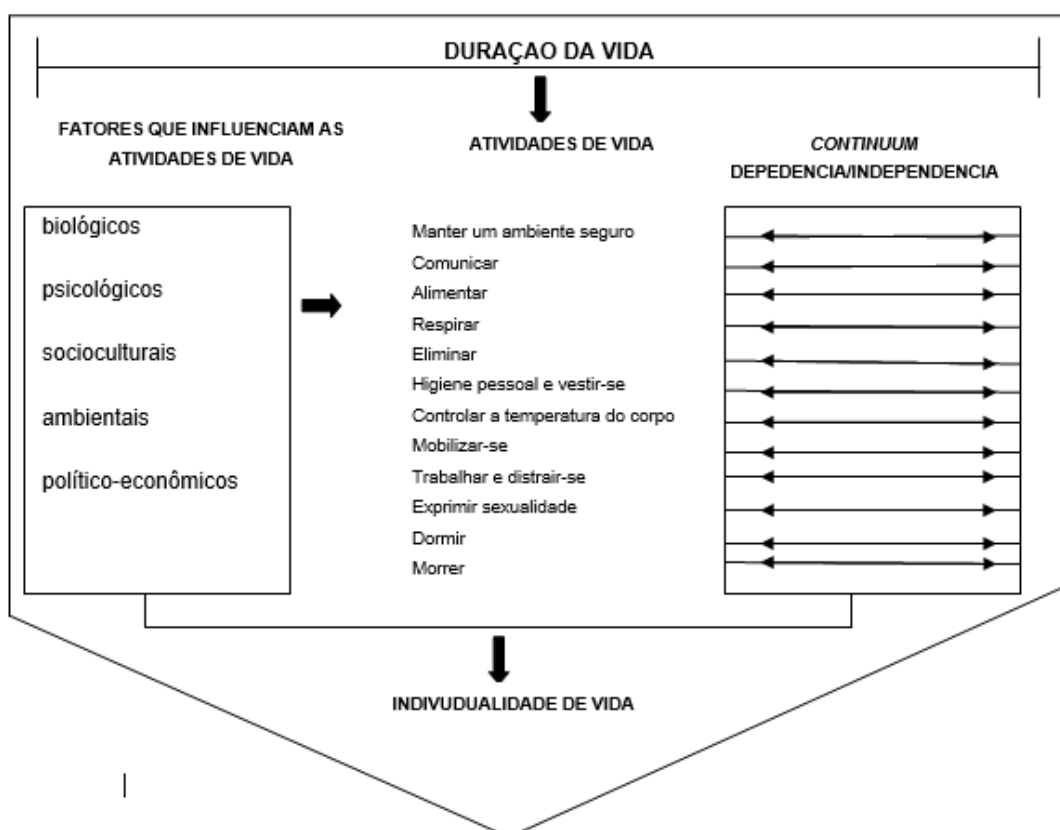 DURAÇAO DA VIDA
FATORES QUE INFLUENCIAM AS
ATIVIDADES DE VIDA
ATIVIDADES DE VIDA
CONTINUUM
DEPEDENCIA/INDEPENDENCIA
biológicos
psicológicos
socioculturais
ambientais
político-econômicos
Manter um ambiente seguro
Comunicar
Alimentar
Respirar
Eliminar
Higiene pessoal e vestir-se
Controlar a temperatura do corpo
Mobilizar-se
Trabalhar e distrair-se
Exprimir sexualidade
Dormir
Morrer
INDIVUDUALIDADE DE VIDA